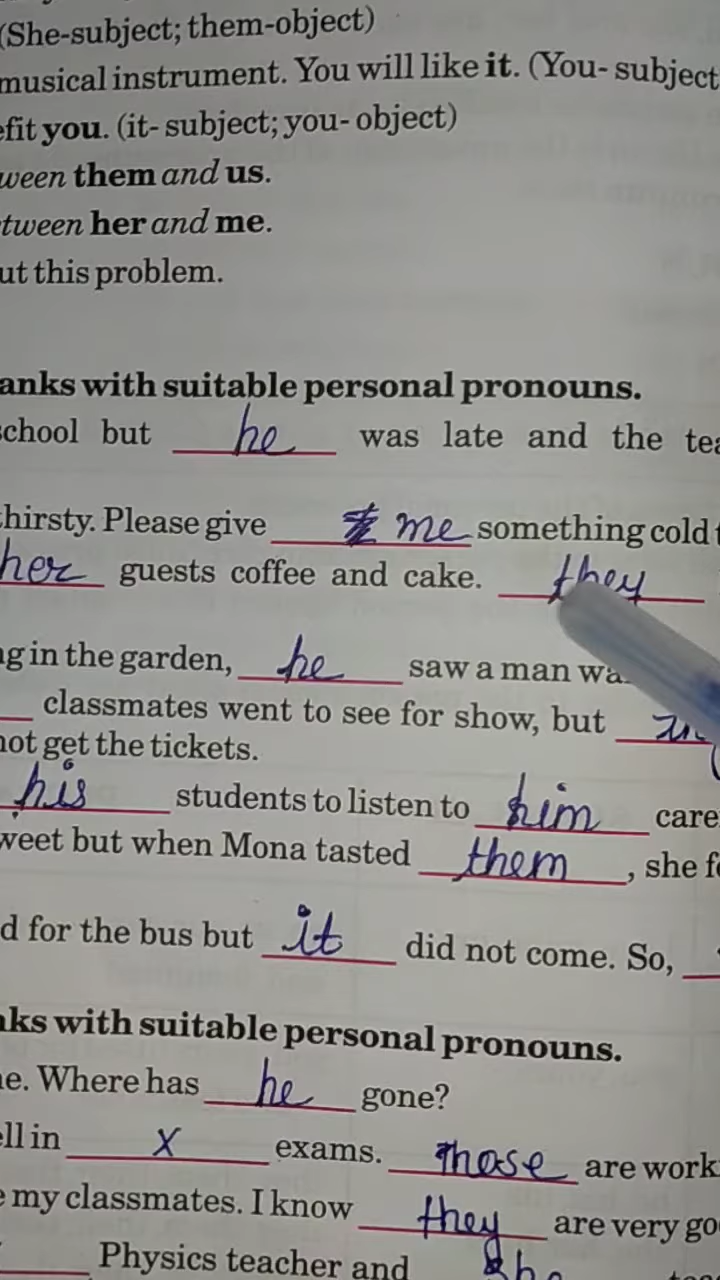 (She-subject; them-object)
musical instrument. You will like it. (You- subject
efit you. (it- subject; you- object)
ween them and us.
tween her and me.
ut this problem.
anks with suitable personal pronouns.
school but he was late and the tea
thirsty. Please give me something cold t
her guests coffee and cake. they
ng in the garden, he saw a man wa
classmates went to see for show, but
not get the tickets.
his students to listen to him care
weet but when Mona tasted them, she f
d for the bus but it did not come. So,
nks with suitable personal pronouns.
e. Where has he gone?
ell in x exams. Those are work
e my classmates. I know they are very go
Physics teacher and she